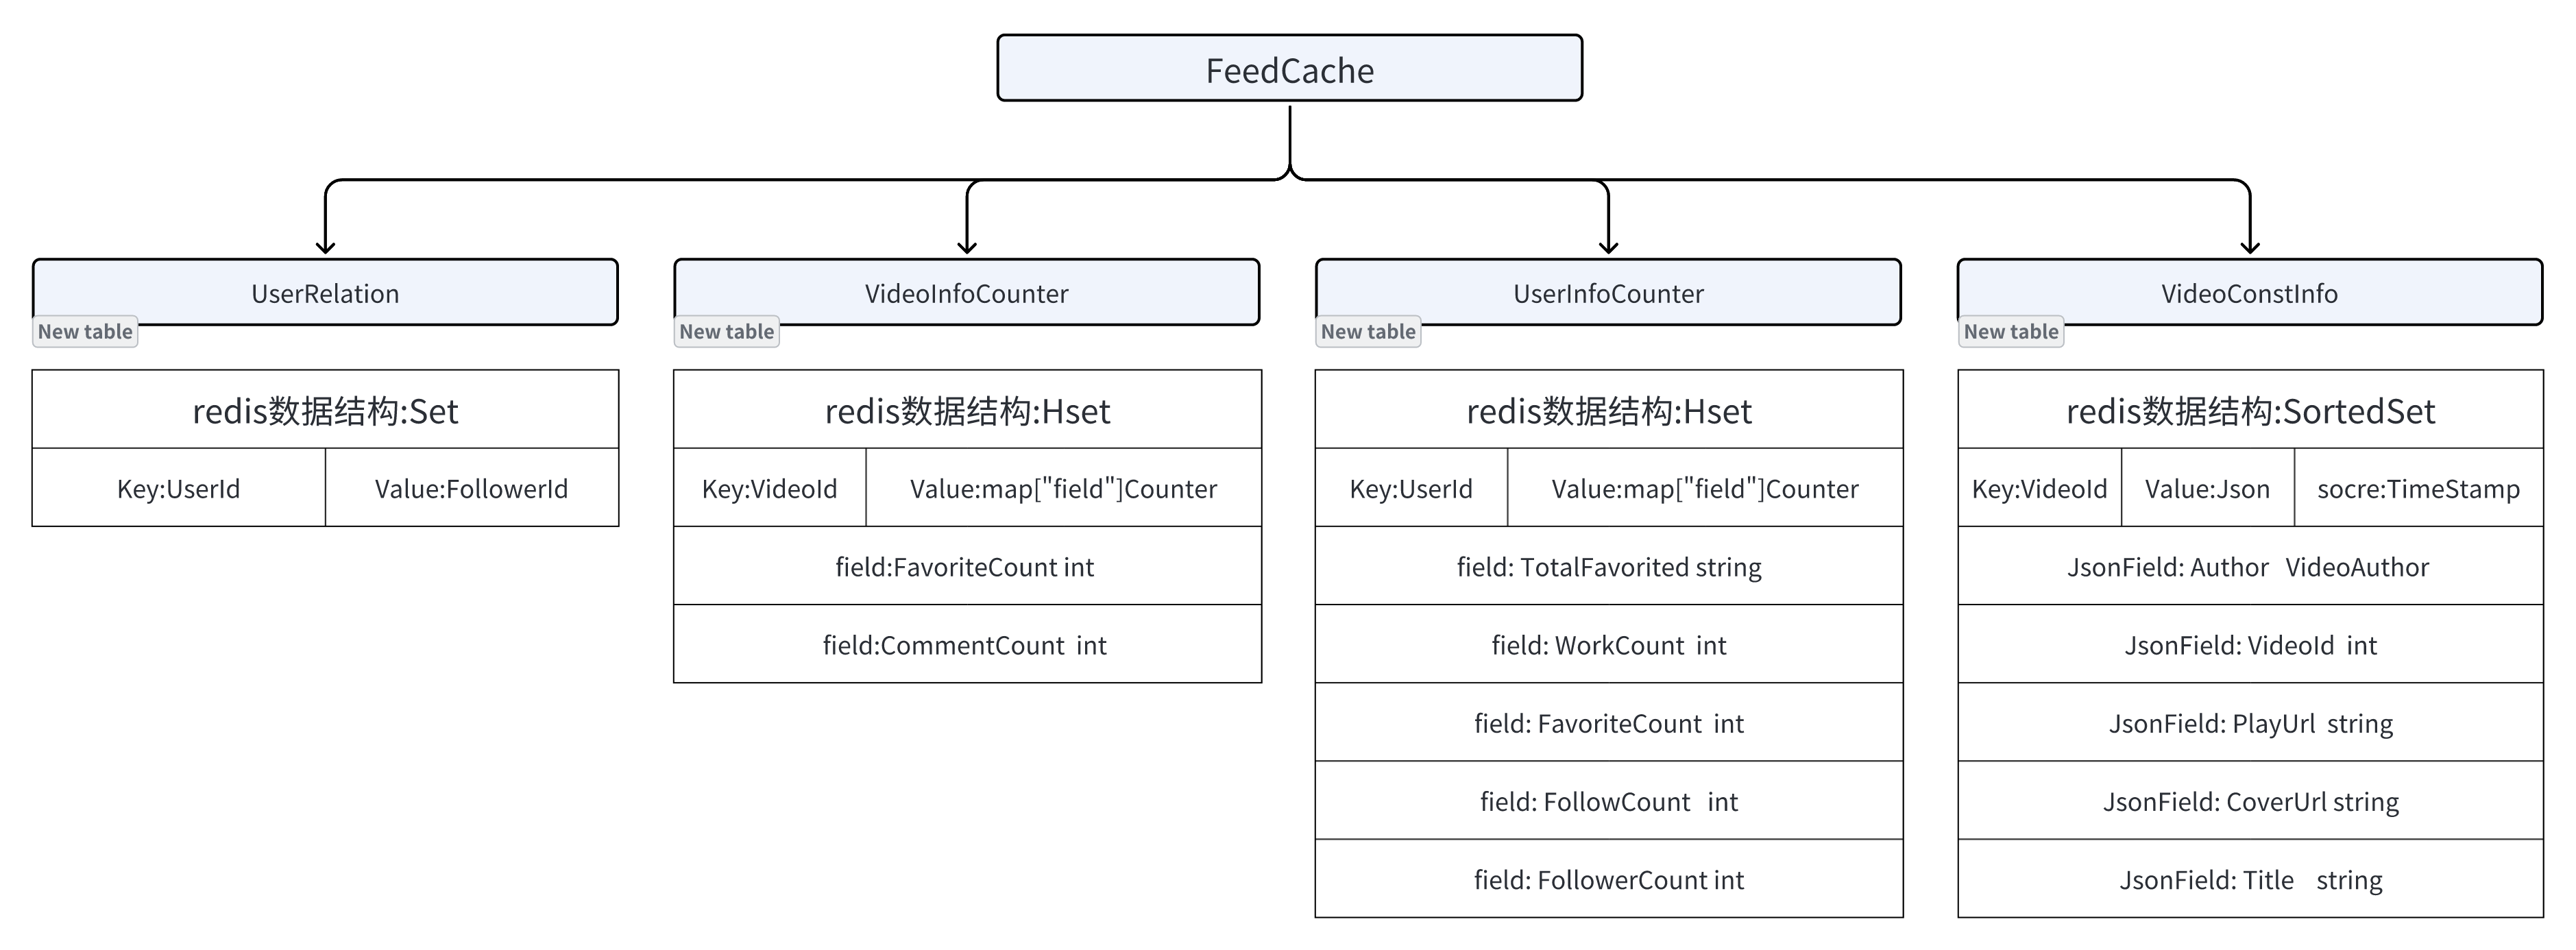 FeedCache
UserRelation
New table
redis数据结构:Set
Key:UserId
Value:FollowerId
VideoInfoCounter
New table
redis数据结构:Hset
Key:VideoId
Value:map["field"]Counter
field:FavoriteCount int
field:CommentCount  int
UserInfoCounter
New table
redis数据结构:Hset
Key:UserId
Value:map["field"]Counter
field: TotalFavorited string
field: WorkCount  int
field: FavoriteCount  int
field: FollowCount   int
field: FollowerCount int
VideoConstInfo
New table
redis数据结构:SortedSet
Key:VideoId
Value:Json
socre:TimeStamp
JsonField: Author   VideoAuthor
JsonField: VideoId  int
JsonField: PlayUrl  string
JsonField: CoverUrl string
JsonField: Title    string